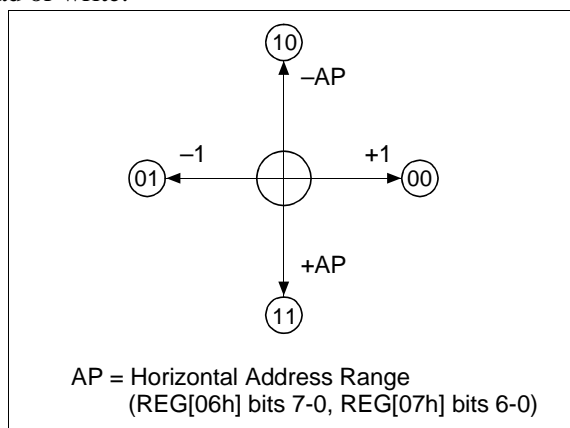 10
–AP
–1
+1
01
00
+AP
11
AP = Horizontal Address Range
(REG[06h] bits 7-0, REG[07h] bits 6-0)